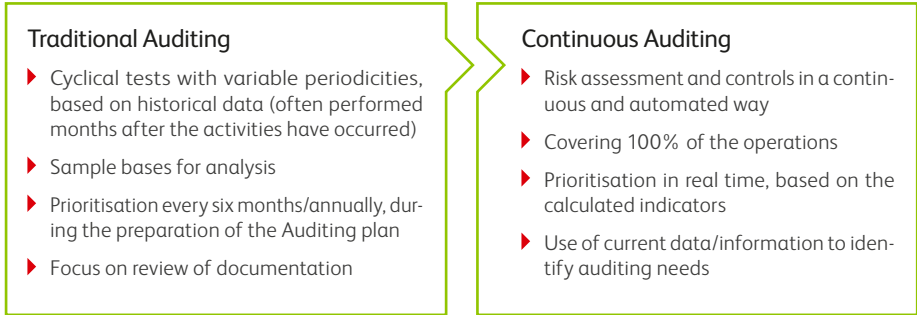 Traditional Auditing
Cyclical tests with variable periodicities,
based on historical data (often performed
months after the activities have occurred)
Sample bases for analysis
Prioritisation every six months/annually, dur-
ing the preparation of the Auditing plan
Focus on review of documentation
Continuous Auditing
Risk assessment and controls in a contin-
uous and automated way
Covering 100% of the operations
Prioritisation in real time, based on the
calculated indicators
Use of current data/information to iden-
tify auditing needs